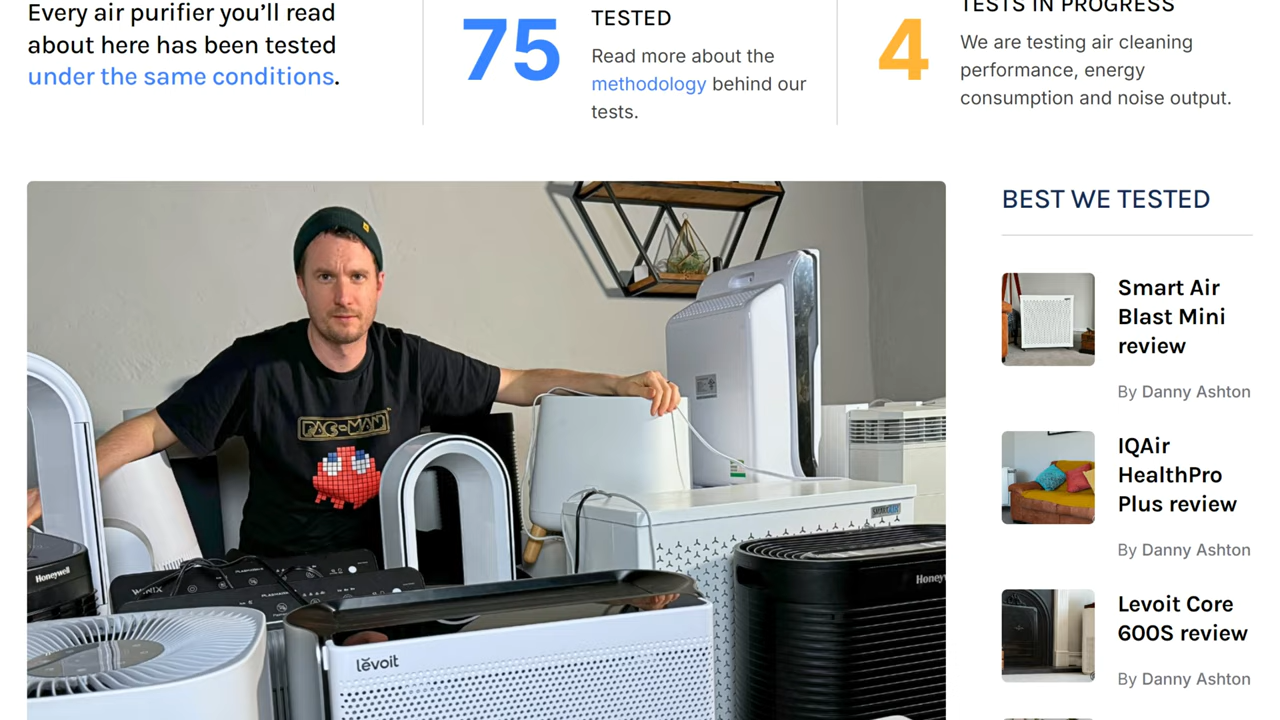 Every air purifier you'll read
about here has been tested
under the same conditions.
75
TESTED
Read more about the
methodology behind our
tests.
4
TESTS IN PROGRESS
We are testing air cleaning
performance, energy
consumption and noise output.
PAC-MAN
Honeywell
WINIX
levoit
BEST WE TESTED
Smart Air
Blast Mini
review
By Danny Ashton
IQAir
HealthPro
Plus review
By Danny Ashton
Levoit Core
600S review
By Danny Ashton